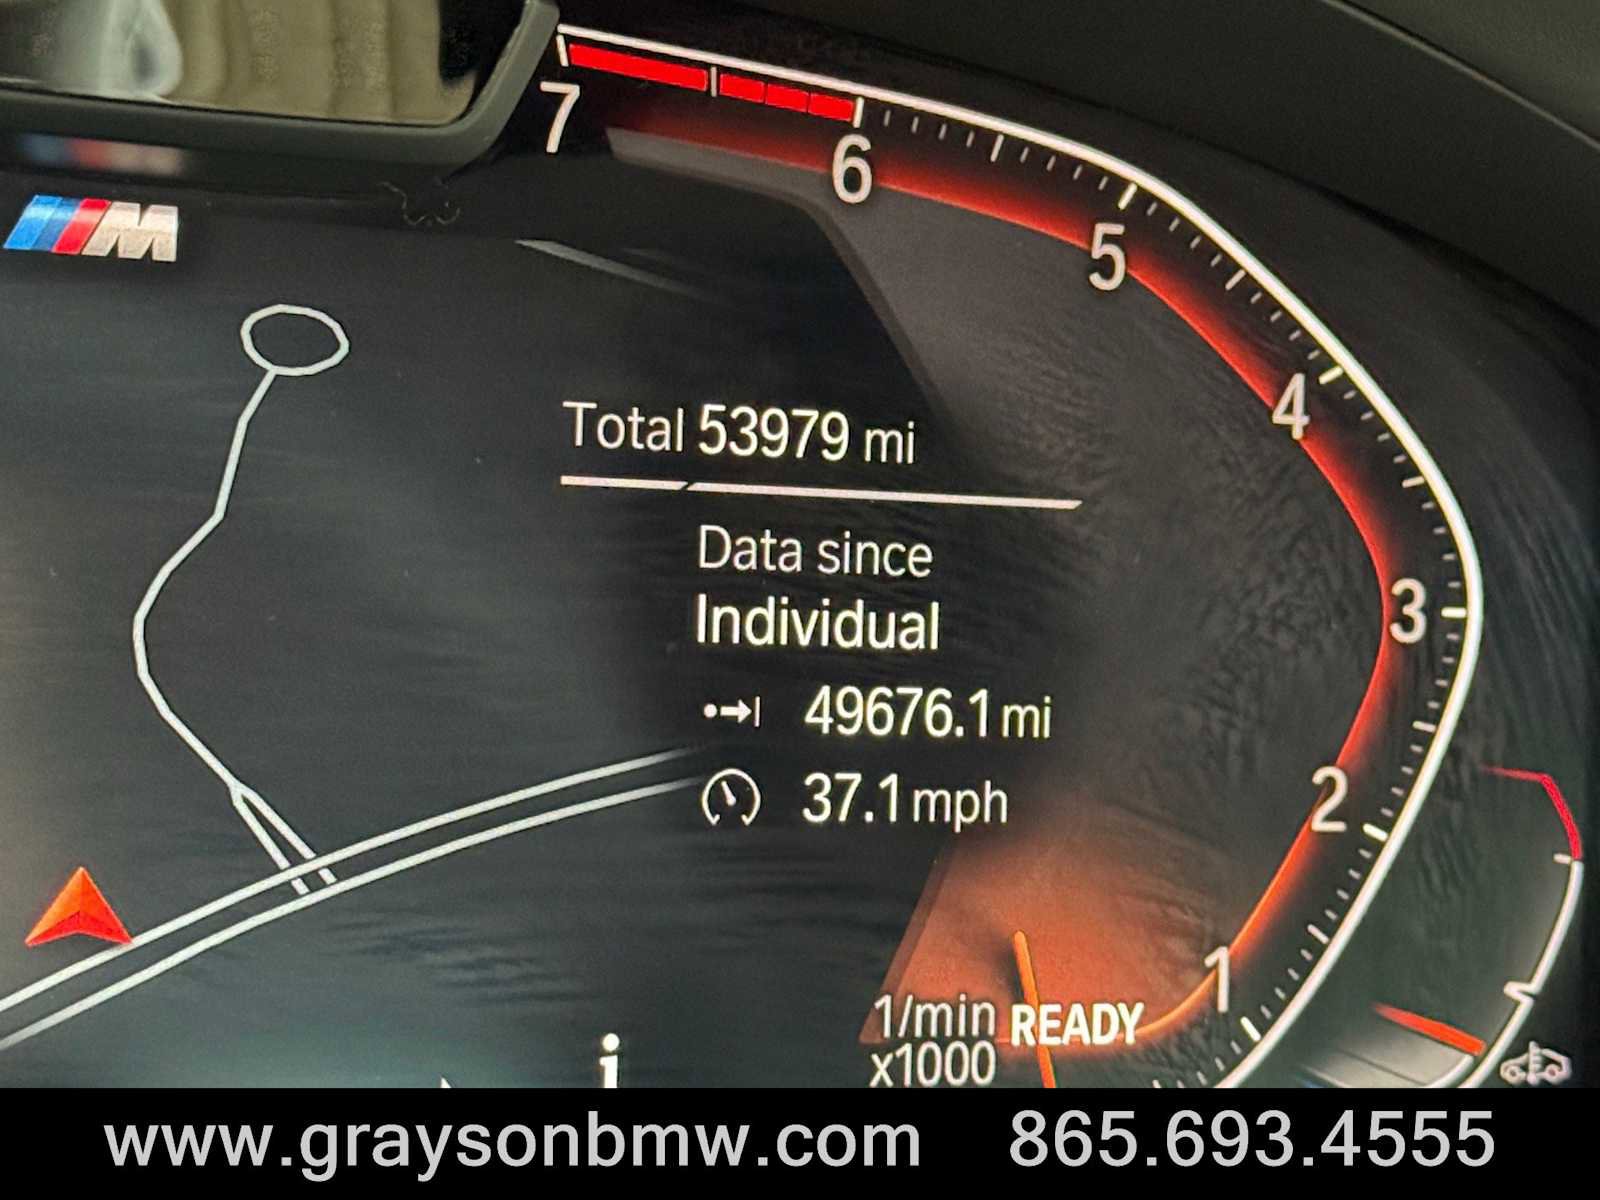 7
6
5
4
3
2
1
M
Total 53979 mi
Data since
Individual
49676.1 mi
37.1 mph
1/min
x1000
READY
i
www.graysonbmw.com 865.693.4555